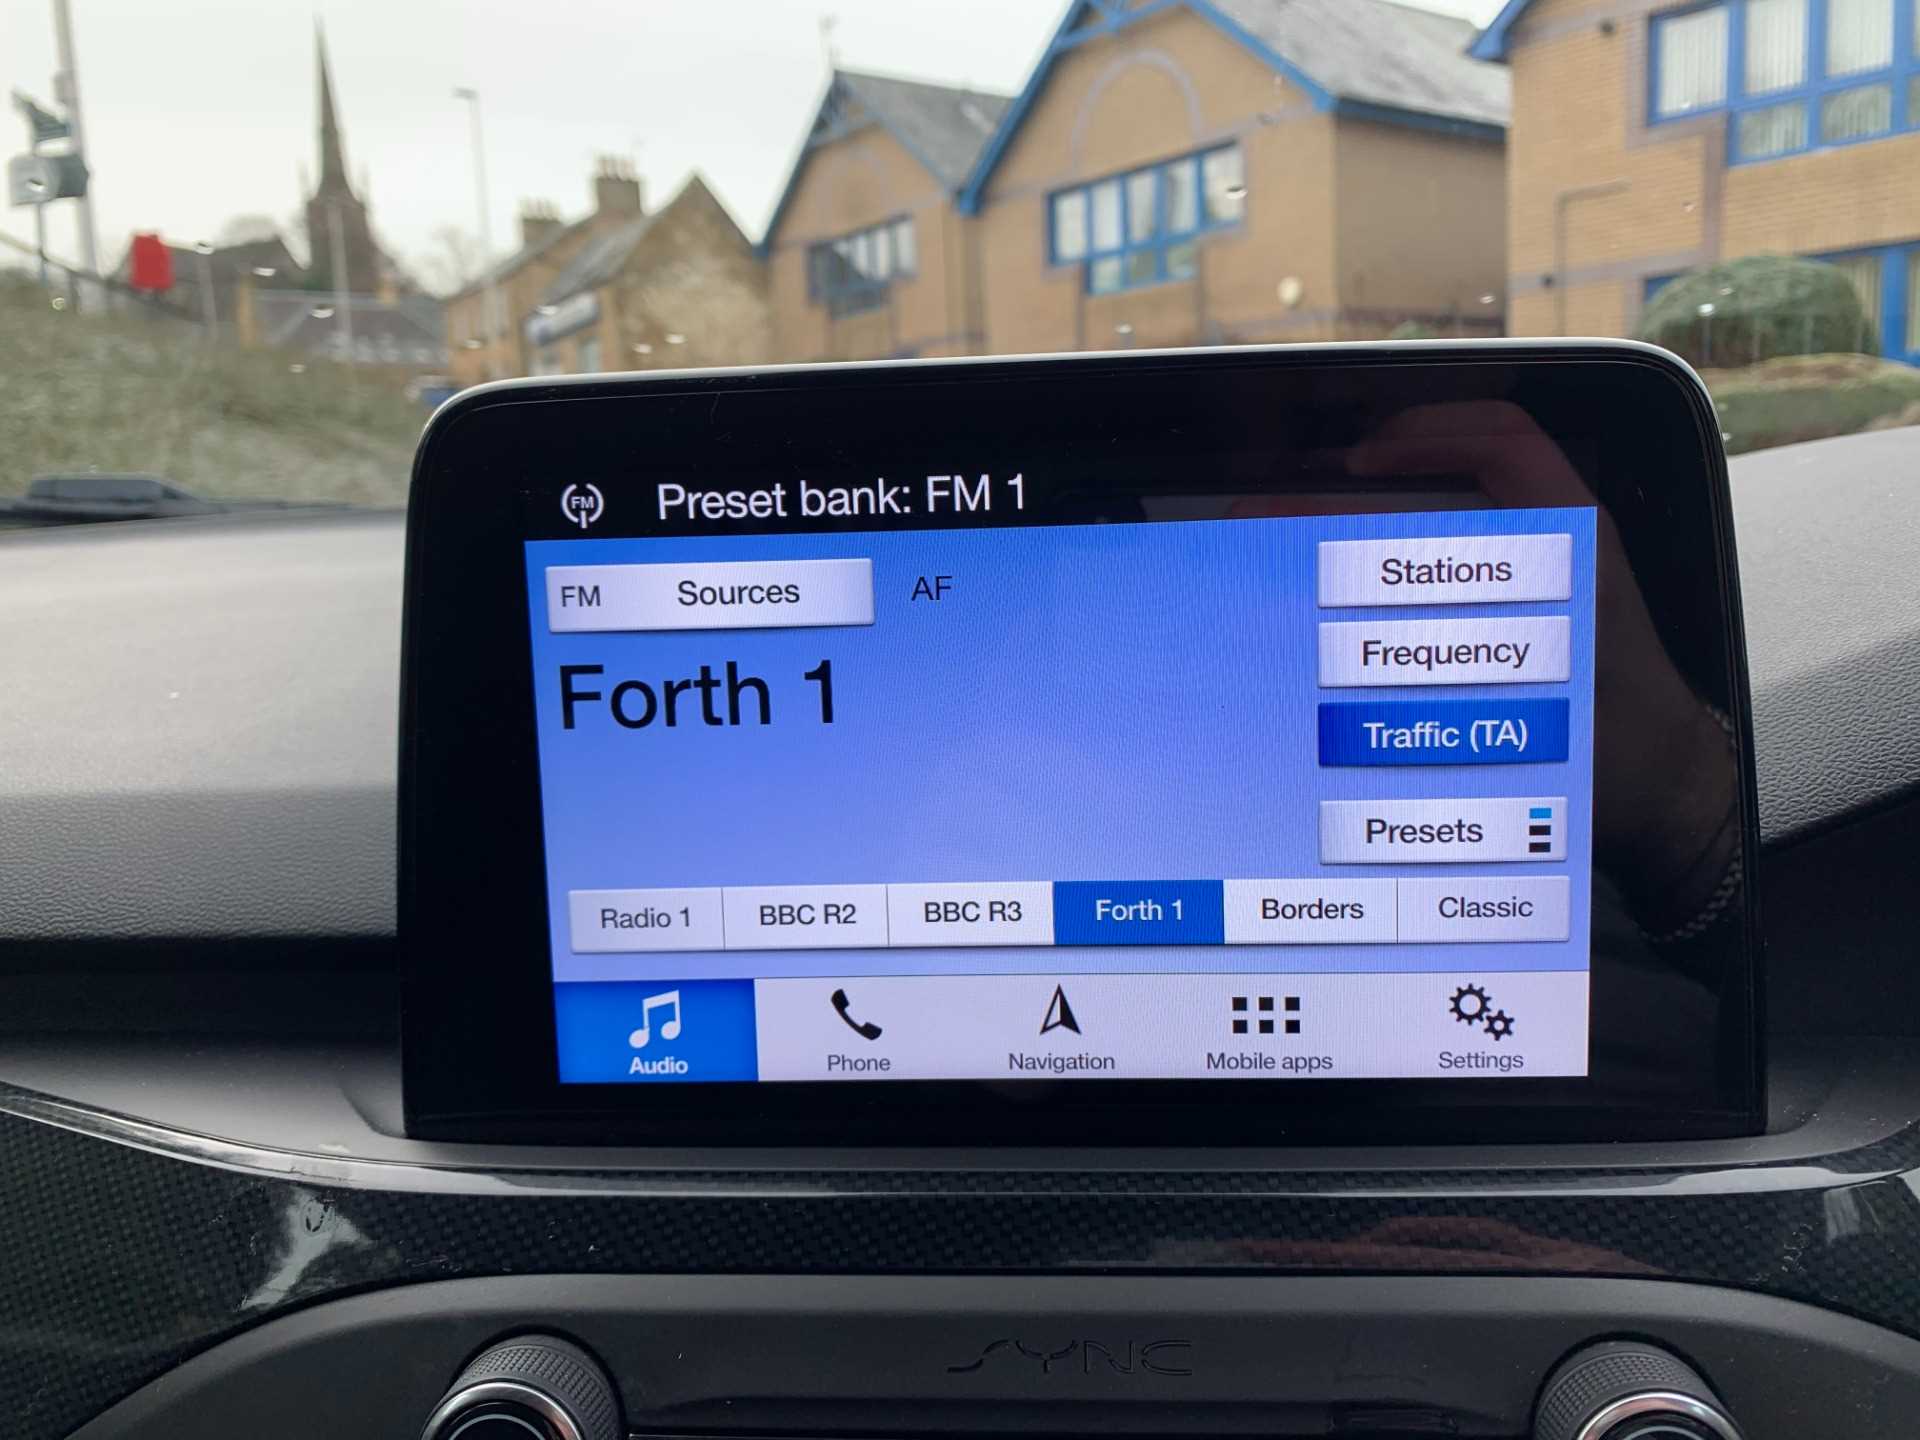 FM Preset bank: FM 1
FM Sources AF Stations
Frequency
Forth 1
Traffic (TA)
Presets
Radio 1 BBC R2 BBC R3 Forth 1 Borders Classic
Audio Phone Navigation Mobile apps Settings
SYNC